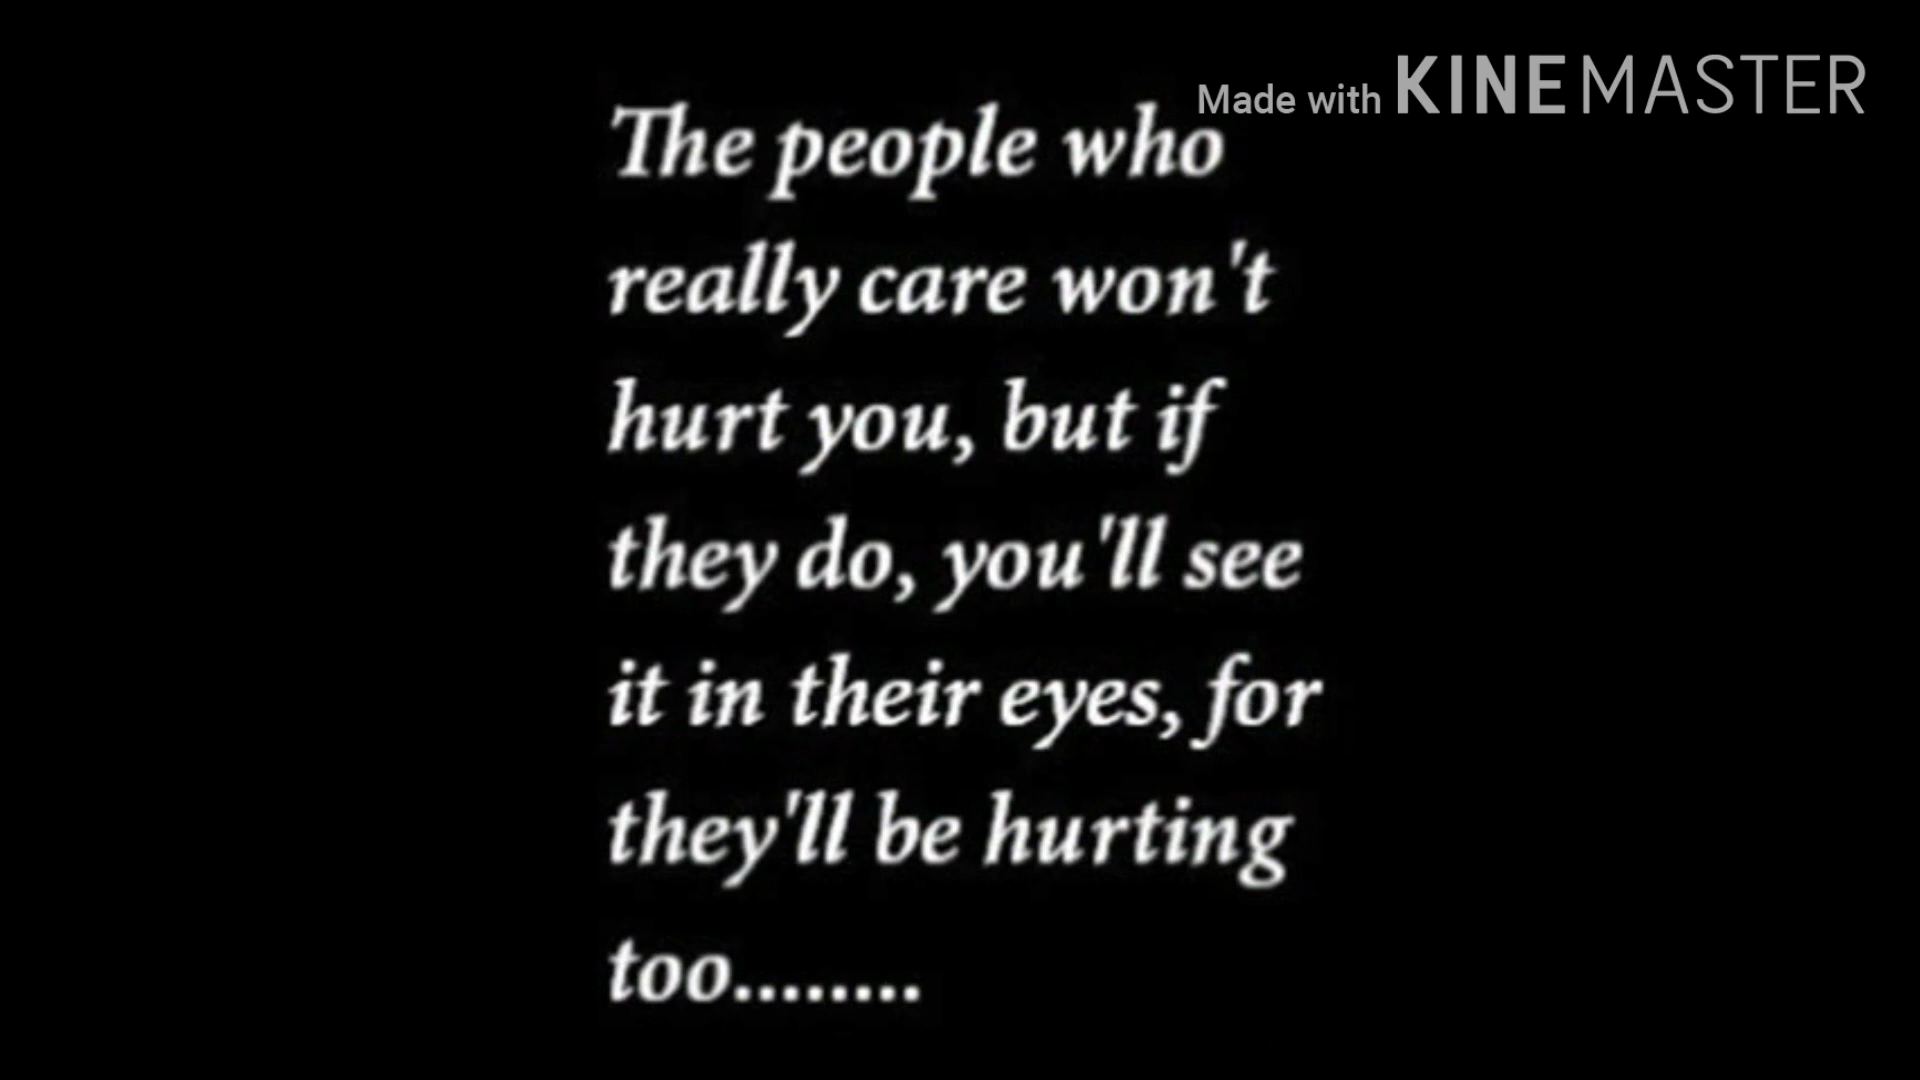 Made with KINEMASTER
The people who
really care won't
hurt you, but if
they do, you'll see
it in their eyes, for
they'll be hurting
too........